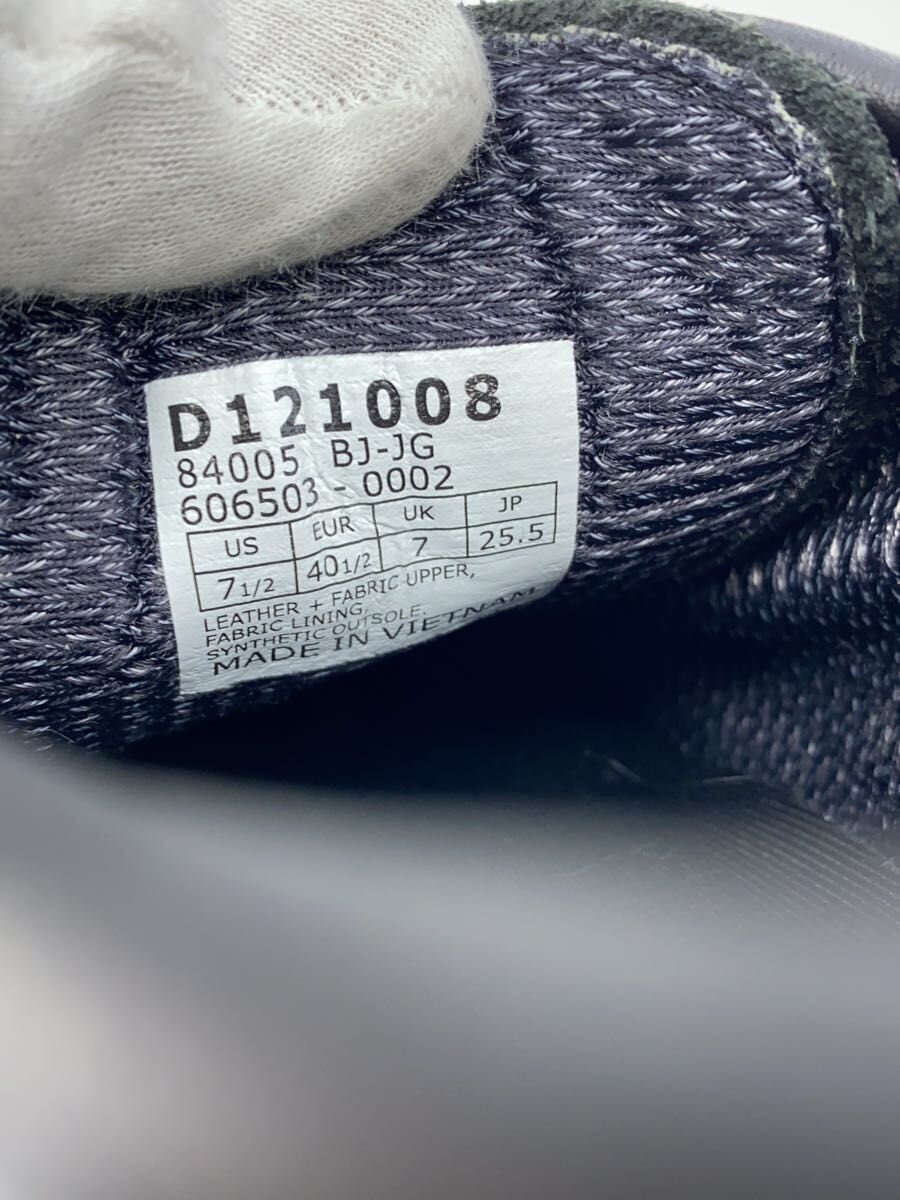 D121008
84005 BJ-JG
606503-0002
US EUR UK JP
7 1/2 40 1/2 7 25.5
LEATHER + FABRIC UPPER,
FABRIC LINING,
SYNTHETIC OUTSOLE.
MADE IN VIETNAM